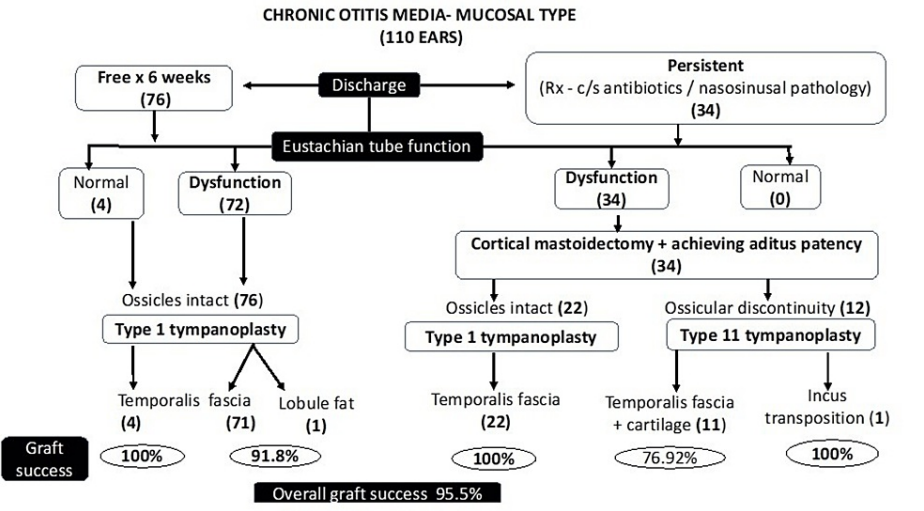 CHRONIC OTITIS MEDIA- MUCOSAL TYPE
(110 EARS)
Free x 6 weeks
(76)
Discharge
Persistent
(Rx - c/s antibiotics / nasosinusal pathology)
(34)
Eustachian tube function
Normal
(4)
Dysfunction
(72)
Dysfunction
(34)
Normal
(0)
Cortical mastoidectomy + achieving aditus patency
(34)
Ossicles intact (76)
Type 1 tympanoplasty
Ossicles intact (22)
Type 1 tympanoplasty
Ossicular discontinuity (12)
Type 11 tympanoplasty
Temporalis fascia
(4)
(71)
Lobule fat
(1)
Temporalis fascia
(22)
Temporalis fascia
+ cartilage (11)
Incus
transposition (1)
Graft
success
100%
91.8%
100%
76.92%
100%
Overall graft success 95.5%